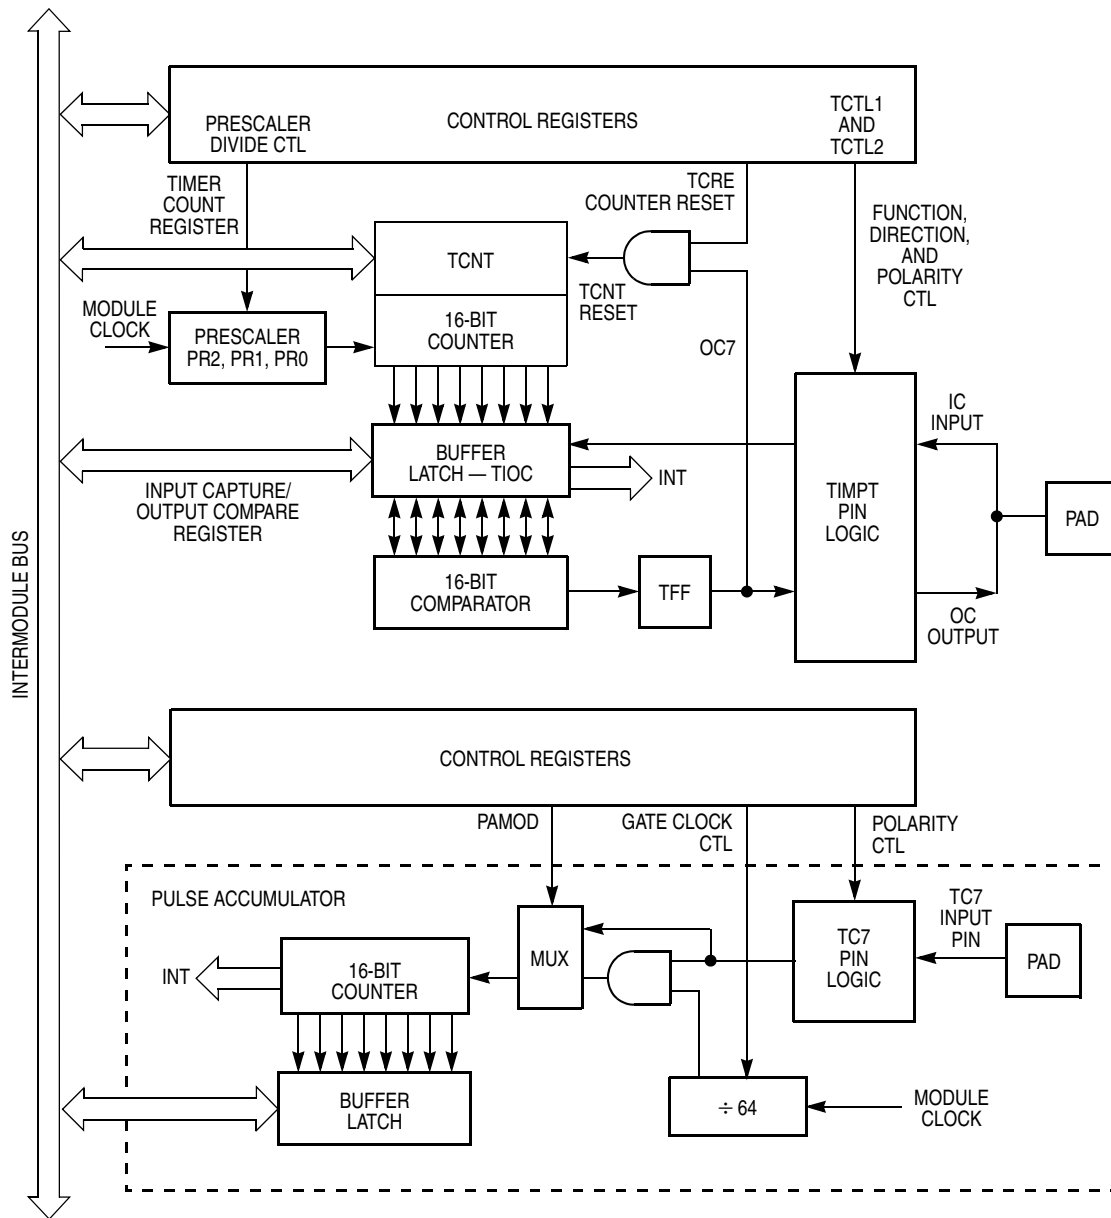 PRESCALER
DIVIDE CTL
CONTROL REGISTERS
TCTL1
AND
TCTL2
TIMER
COUNT
REGISTER
TCRE
COUNTER RESET
FUNCTION,
DIRECTION,
AND
POLARITY
CTL
TCNT
TCNT
RESET
MODULE
CLOCK
PRESCALER
PR2, PR1, PR0
16-BIT
COUNTER
OC7
IC
INPUT
BUFFER
LATCH — TIOC
INT
INPUT CAPTURE/
OUTPUT COMPARE
REGISTER
TIMPT
PIN
LOGIC
PAD
16-BIT
COMPARATOR
TFF
OC
OUTPUT
INTERMODULE BUS
CONTROL REGISTERS
PAMOD
GATE CLOCK
CTL
POLARITY
CTL
PULSE ACCUMULATOR
TC7
INPUT
PIN
MUX
TC7
PIN
LOGIC
PAD
INT
16-BIT
COUNTER
BUFFER
LATCH
÷ 64
MODULE
CLOCK